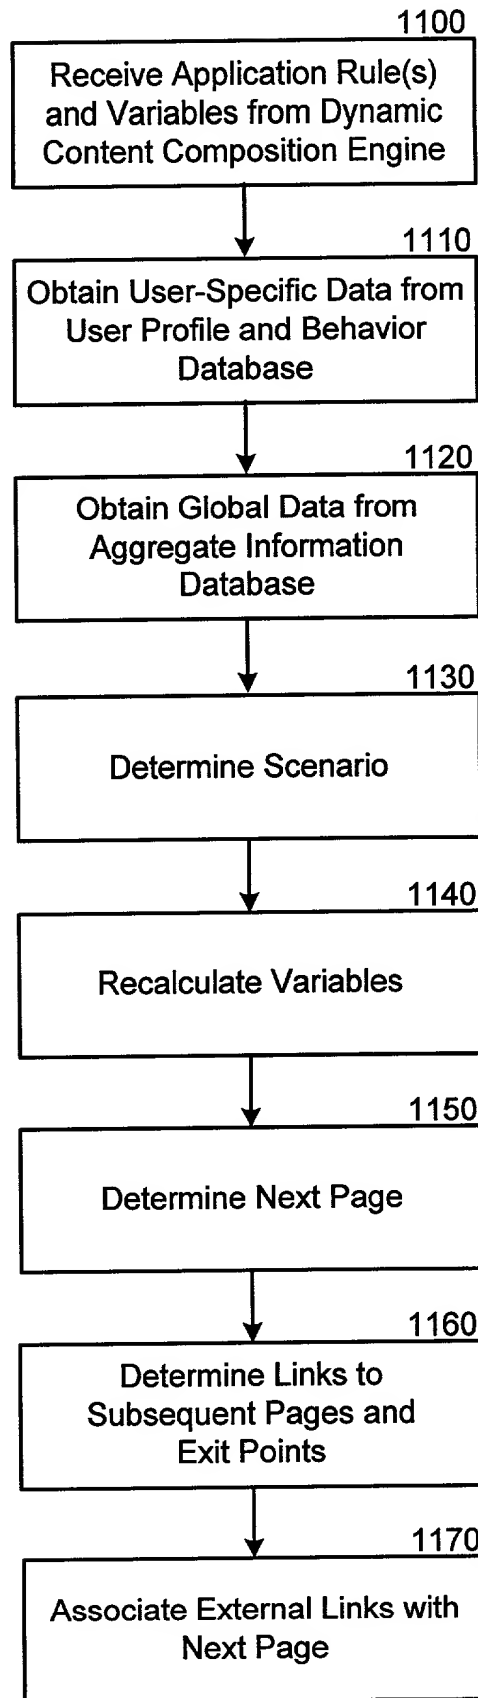 1100
Receive Application Rule(s)
and Variables from Dynamic
Content Composition Engine
1110
Obtain User-Specific Data from
User Profile and Behavior
Database
1120
Obtain Global Data from
Aggregate Information
Database
1130
Determine Scenario
1140
Recalculate Variables
1150
Determine Next Page
1160
Determine Links to
Subsequent Pages and
Exit Points
1170
Associate External Links with
Next Page